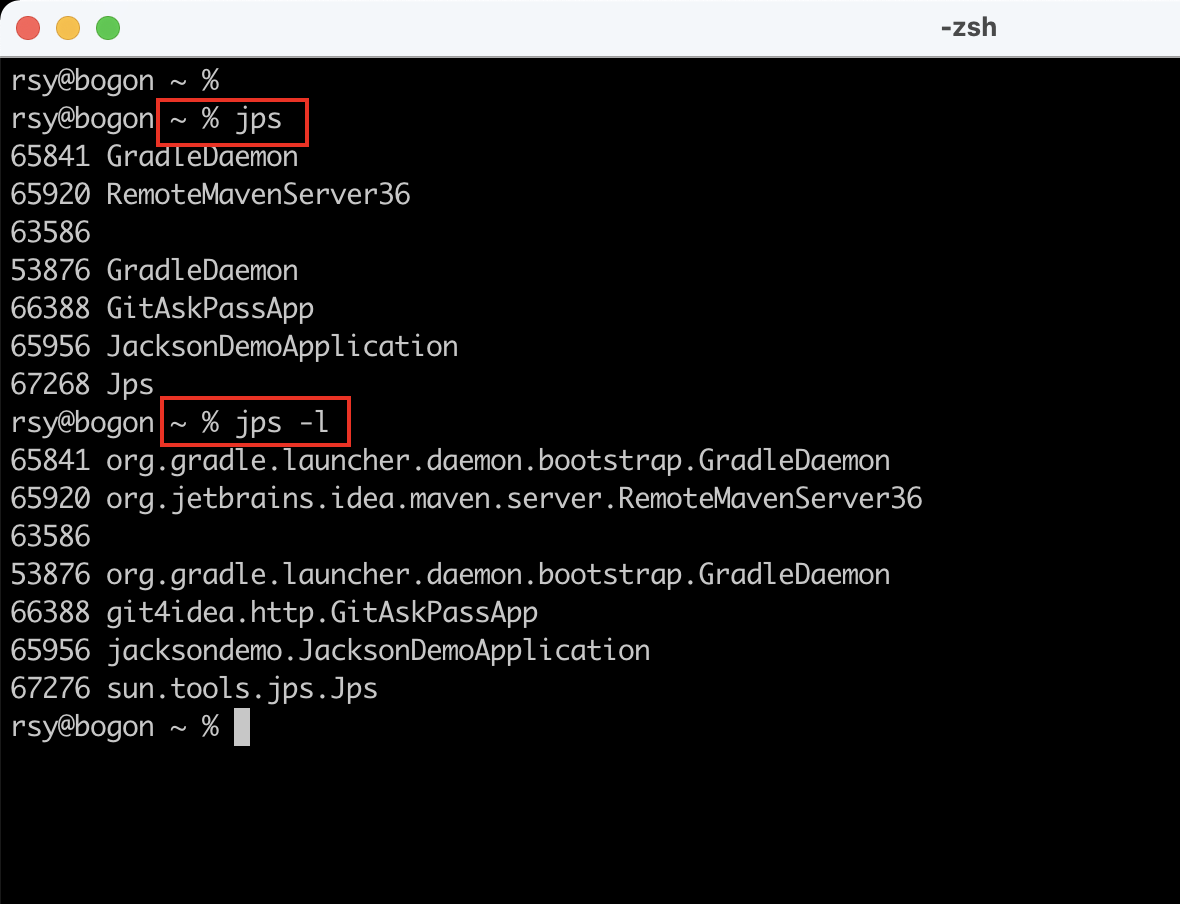 -zsh
rsy@bogon ~ %
rsy@bogon ~ % jps
65841 GradleDaemon
65920 RemoteMavenServer36
63586
53876 GradleDaemon
66388 GitAskPassApp
65956 JacksonDemoApplication
67268 Jps
rsy@bogon ~ % jps -l
65841 org.gradle.launcher.daemon.bootstrap.GradleDaemon
65920 org.jetbrains.idea.maven.server.RemoteMavenServer36
63586
53876 org.gradle.launcher.daemon.bootstrap.GradleDaemon
66388 git4idea.http.GitAskPassApp
65956 jacksondemo.JacksonDemoApplication
67276 sun.tools.jps.Jps
rsy@bogon ~ %